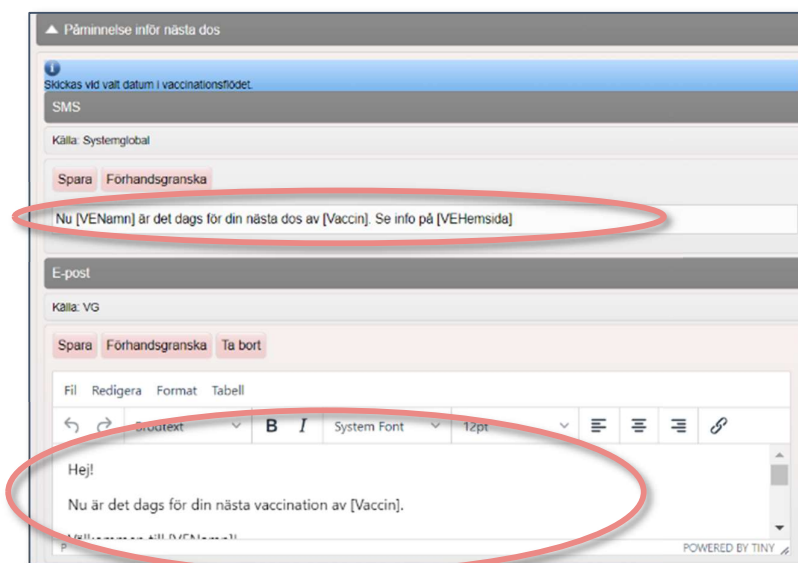 Påminnelse inför nästa dos
Skickas vid valt datum i vaccinationsflödet.
SMS
Källa: Systemglobal
Spara Förhandsgranska
Nu [VENamn] är det dags för din nästa dos av [Vaccin]. Se info på [VEHemsida]
E-post
Källa: VG
Spara Förhandsgranska Ta bort
Fil Redigera Format Tabell
Brödtext B I System Font 12pt
Hej!
Nu är det dags för din nästa vaccination av [Vaccin].
Välkommen till [VENamn]!
P POWERED BY TINY